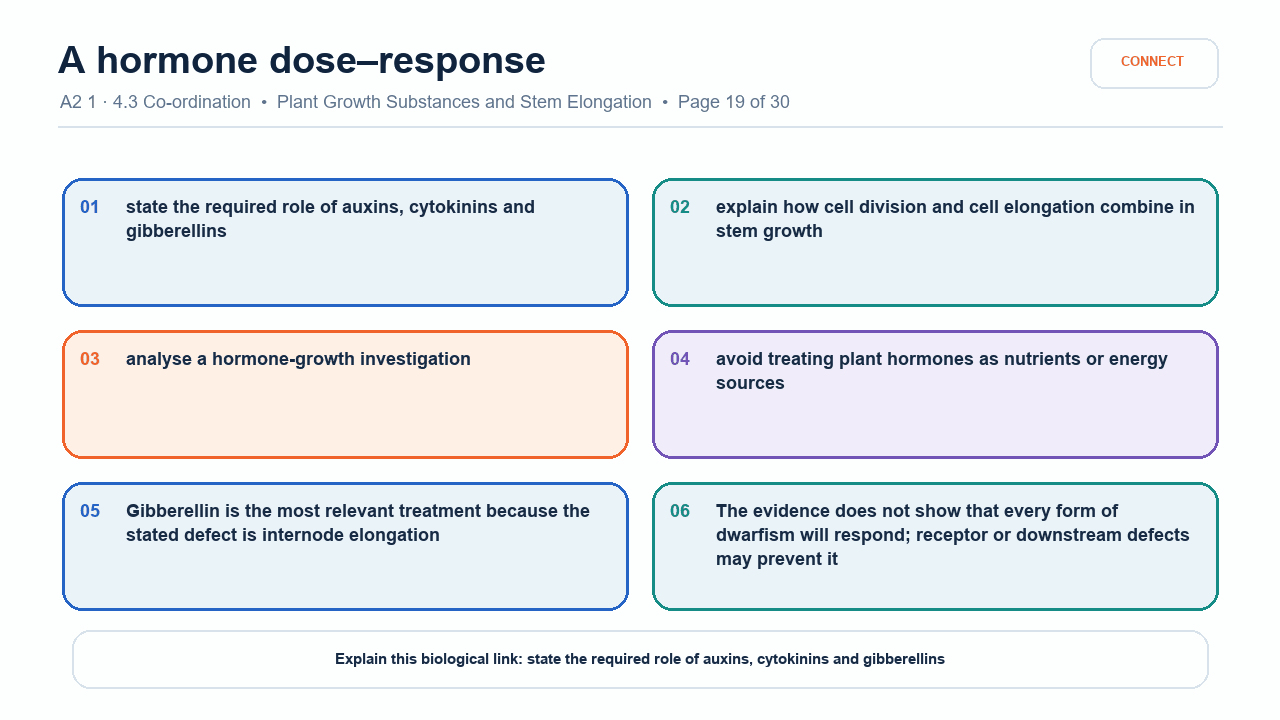 A hormone dose–response
CONNECT
A2 1 · 4.3 Co-ordination • Plant Growth Substances and Stem Elongation • Page 19 of 30
01 state the required role of auxins, cytokinins and
gibberellins
02 explain how cell division and cell elongation combine in
stem growth
03 analyse a hormone-growth investigation
04 avoid treating plant hormones as nutrients or energy
sources
05 Gibberellin is the most relevant treatment because the
stated defect is internode elongation
06 The evidence does not show that every form of
dwarfism will respond; receptor or downstream defects
may prevent it
Explain this biological link: state the required role of auxins, cytokinins and gibberellins